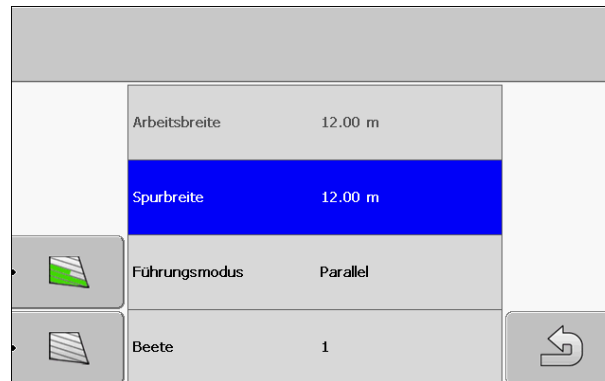 Arbeitsbreite 12.00 m
Spurbreite 12.00 m
Führungsmodus Parallel
Beete 1